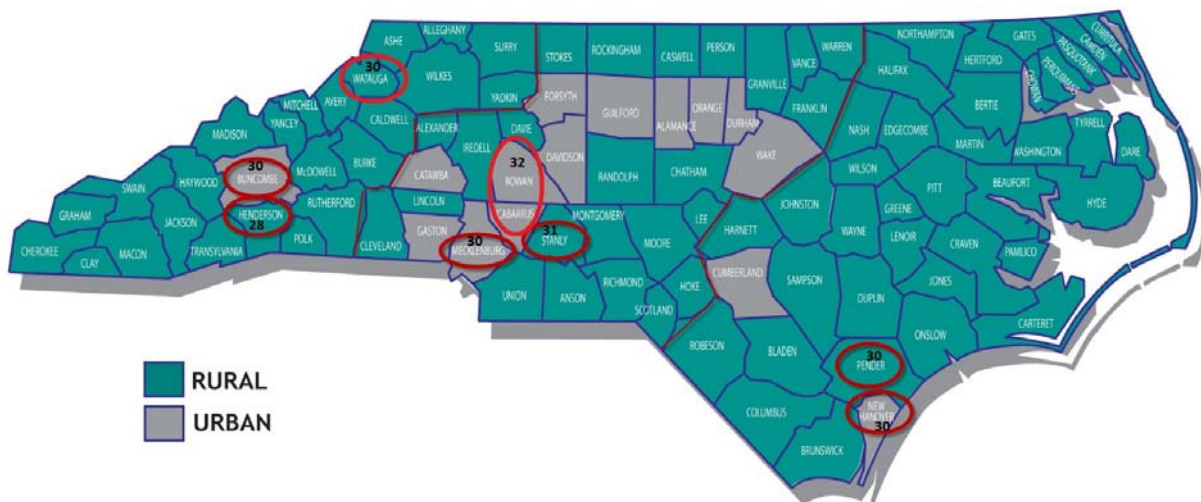 ALLEGHANY
ASHE
SURRY
STOKES
ROCKINGHAM
CASWELL
PERSON
GRANVILLE
VANCE
WARREN
NORTHAMPTON
GATES
CURRITUCK
CAMDEN
PASQUOTANK
PERQUIMANS
CHOWAN
HERTFORD
HALIFAX
30
WATAUGA
WILKES
YADKIN
FORSYTH
GUILFORD
ALAMANCE
ORANGE
DURHAM
FRANKLIN
BERTIE
MITCHELL
AVERY
YANCEY
CALDWELL
ALEXANDER
DAVIE
IREDELL
DAVIDSON
WAKE
NASH
EDGECOMBE
MARTIN
WASHINGTON
TYRRELL
DARE
MADISON
30
BUNCOMBE
McDOWELL
BURKE
CATAWBA
32
ROWAN
RANDOLPH
CHATHAM
WILSON
PITT
BEAUFORT
HYDE
SWAIN
HAYWOOD
GRAHAM
JACKSON
HENDERSON
28
RUTHERFORD
LINCOLN
CABARRUS
MONTGOMERY
LEE
JOHNSTON
GREENE
WAYNE
LENOIR
CRAVEN
PAMLICO
CHEROKEE
CLAY
MACON
TRANSYLVANIA
POLK
CLEVELAND
GASTON
30
MECKLENBURG
31
STANLY
MOORE
HARNETT
CUMBERLAND
SAMPSON
JONES
UNION
ANSON
RICHMOND
SCOTLAND
HOKE
DUPLIN
ONSLOW
CARTERET
ROBESON
BLADEN
30
PENDER
COLUMBUS
NEW
HANOVER
30
BRUNSWICK
RURAL
URBAN